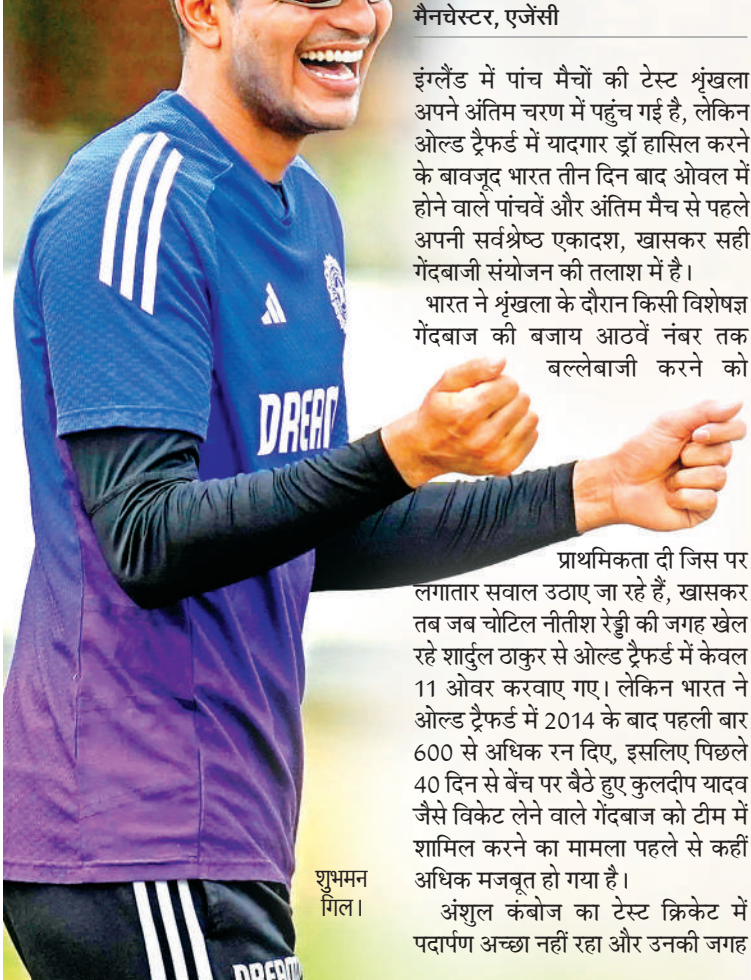 मैनचेस्टर, एजेंसी
इंग्लैंड में पांच मैचों की टेस्ट शृंखला
अपने अंतिम चरण में पहुंच गई है, लेकिन
ओल्ड ट्रैफर्ड में यादगार ड्रॉ हासिल करने
के बावजूद भारत तीन दिन बाद ओवल में
होने वाले पांचवें और अंतिम मैच से पहले
अपनी सर्वश्रेष्ठ एकादश, खासकर सही
गेंदबाजी संयोजन की तलाश में है।
भारत ने शृंखला के दौरान किसी विशेषज्ञ
गेंदबाज की बजाय आठवें नंबर तक
बल्लेबाजी करने को
प्राथमिकता दी जिस पर
लगातार सवाल उठाए जा रहे हैं, खासकर
तब जब चोटिल नीतीश रेड्डी की जगह खेल
रहे शार्दुल ठाकुर से ओल्ड ट्रैफर्ड में केवल
11 ओवर करवाए गए। लेकिन भारत ने
ओल्ड ट्रैफर्ड में 2014 के बाद पहली बार
600 से अधिक रन दिए, इसलिए पिछले
40 दिन से बेंच पर बैठे हुए कुलदीप यादव
जैसे विकेट लेने वाले गेंदबाज को टीम में
शामिल करने का मामला पहले से कहीं
अधिक मजबूत हो गया है।
अंशुल कंबोज का टेस्ट क्रिकेट में
पदार्पण अच्छा नहीं रहा और उनकी जगह
DREAM
शुभमन
गिल।
DREAM